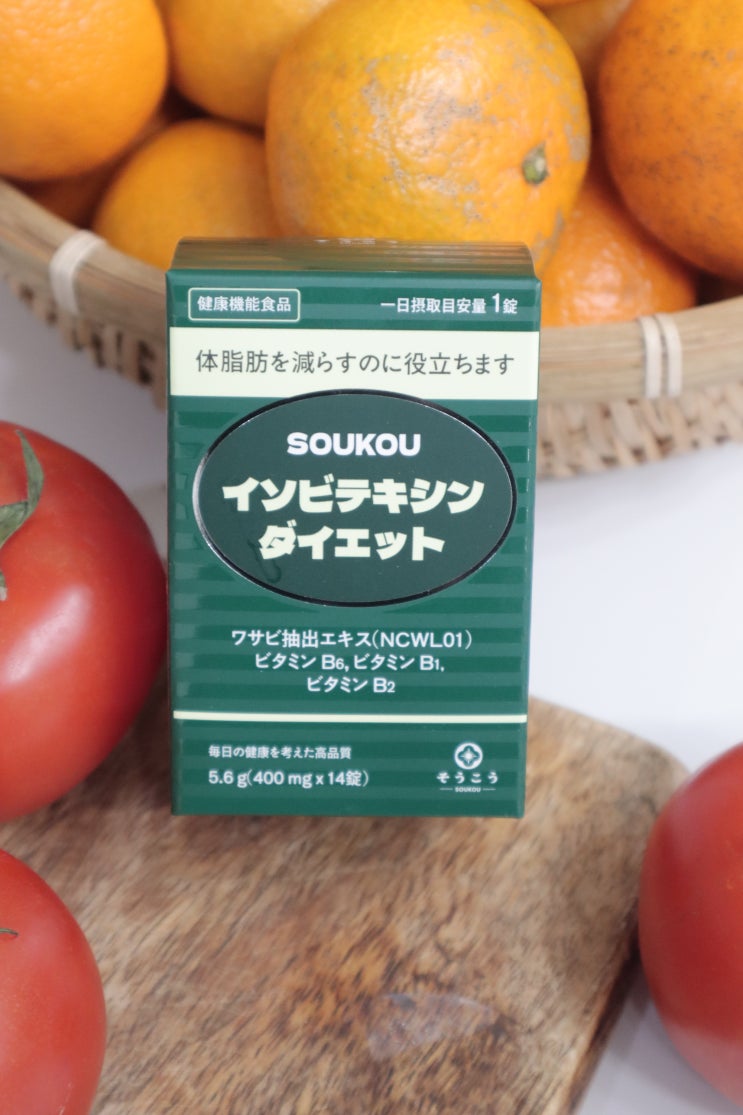 健康機能食品
一日摂取目安量 1錠
体脂肪を減らすのに役立ちます
SOUKOU
イソビテキシン
ダイエット
ワサビ抽出エキス(NCWL01)
ビタミン B6, ビタミン B1,
ビタミン B2
毎日の健康を考えた高品質
5.6 g(400 mg x 14錠)
そうこう
SOUKOU